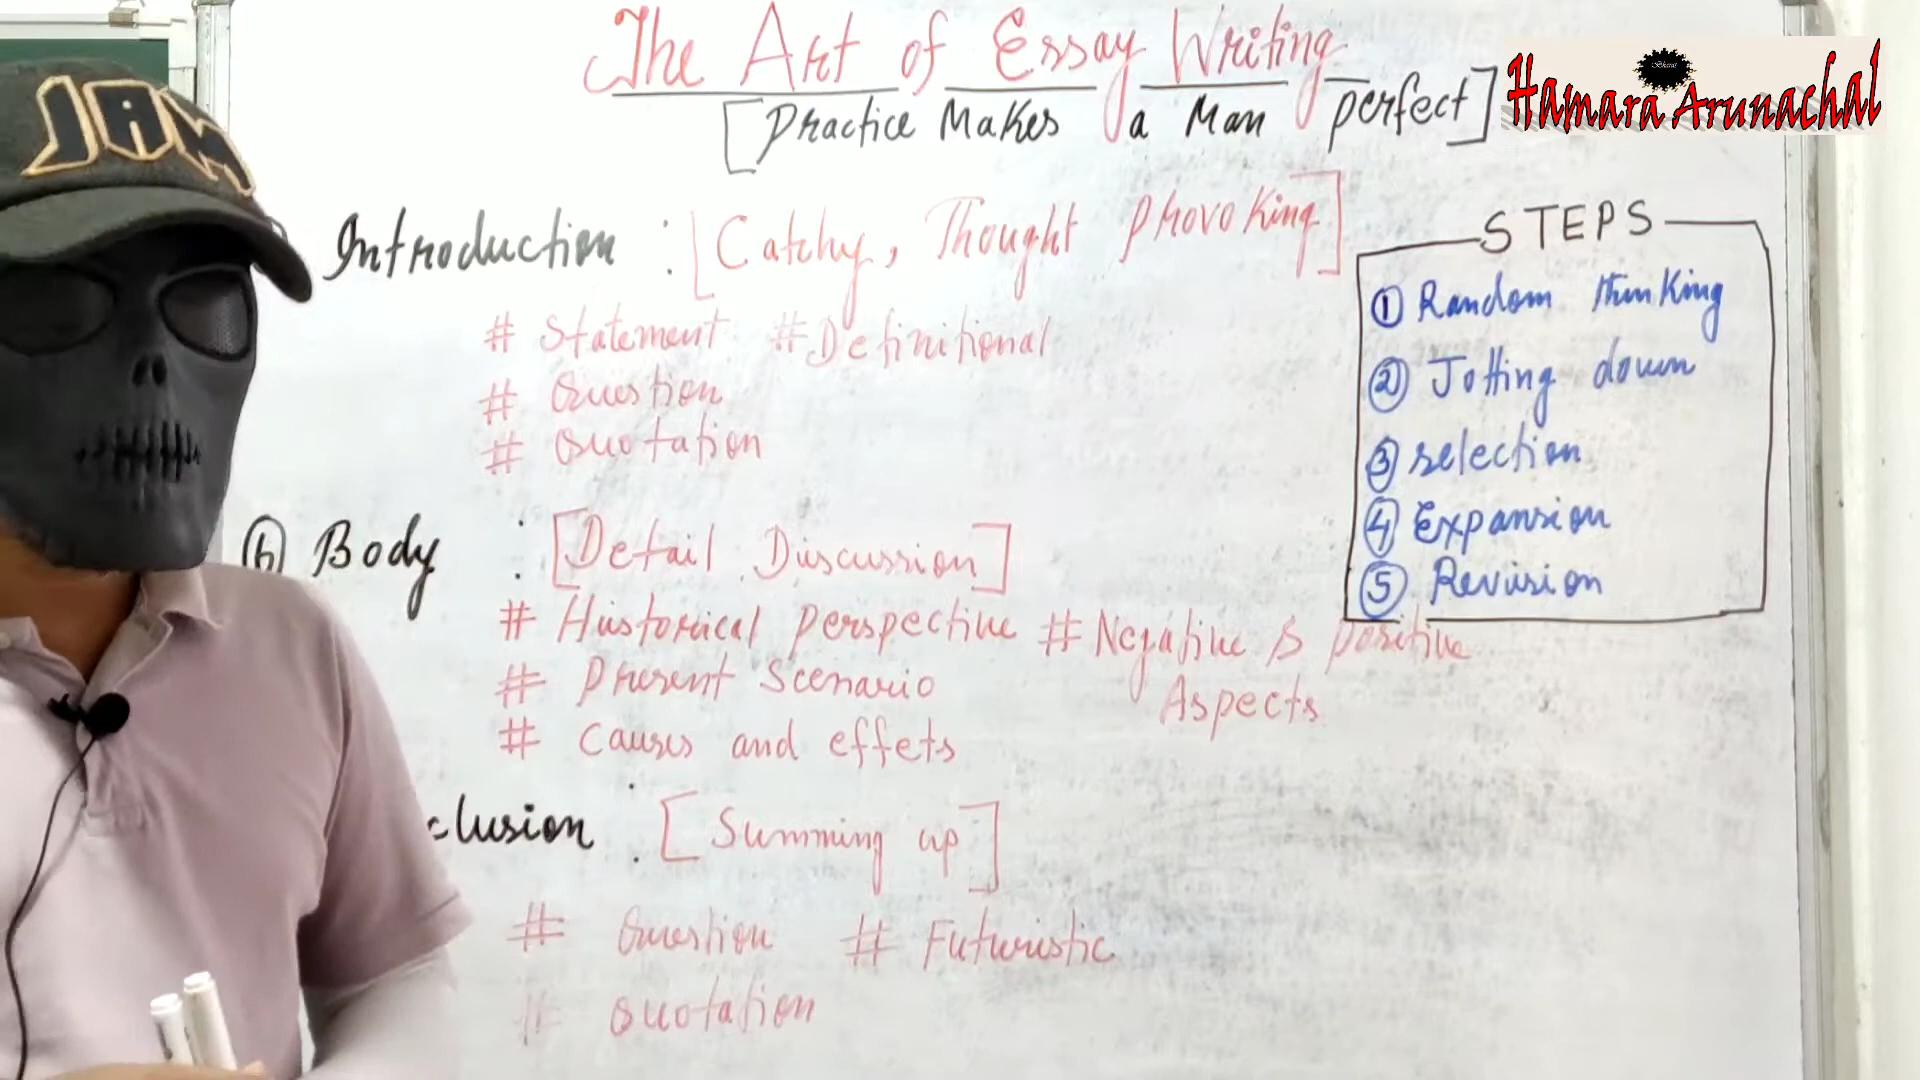 The Art of Essay Writing
[Practice Makes a Man perfect]
Hamara Arunachal
JAM
Introduction : [Catchy, Thought provoking]
# Statement # Definitional
# Question
# Quotation
STEPS
① Random thinking
② Jotting down
③ selection
④ Expansion
⑤ Revision
(b) Body : [Detail Discussion]
# Historical perspective # Negative & positive
Aspects
# Present Scenario
# Causes and effets
clusion : [Summing up]
# Question # Futuristic
# Quotation